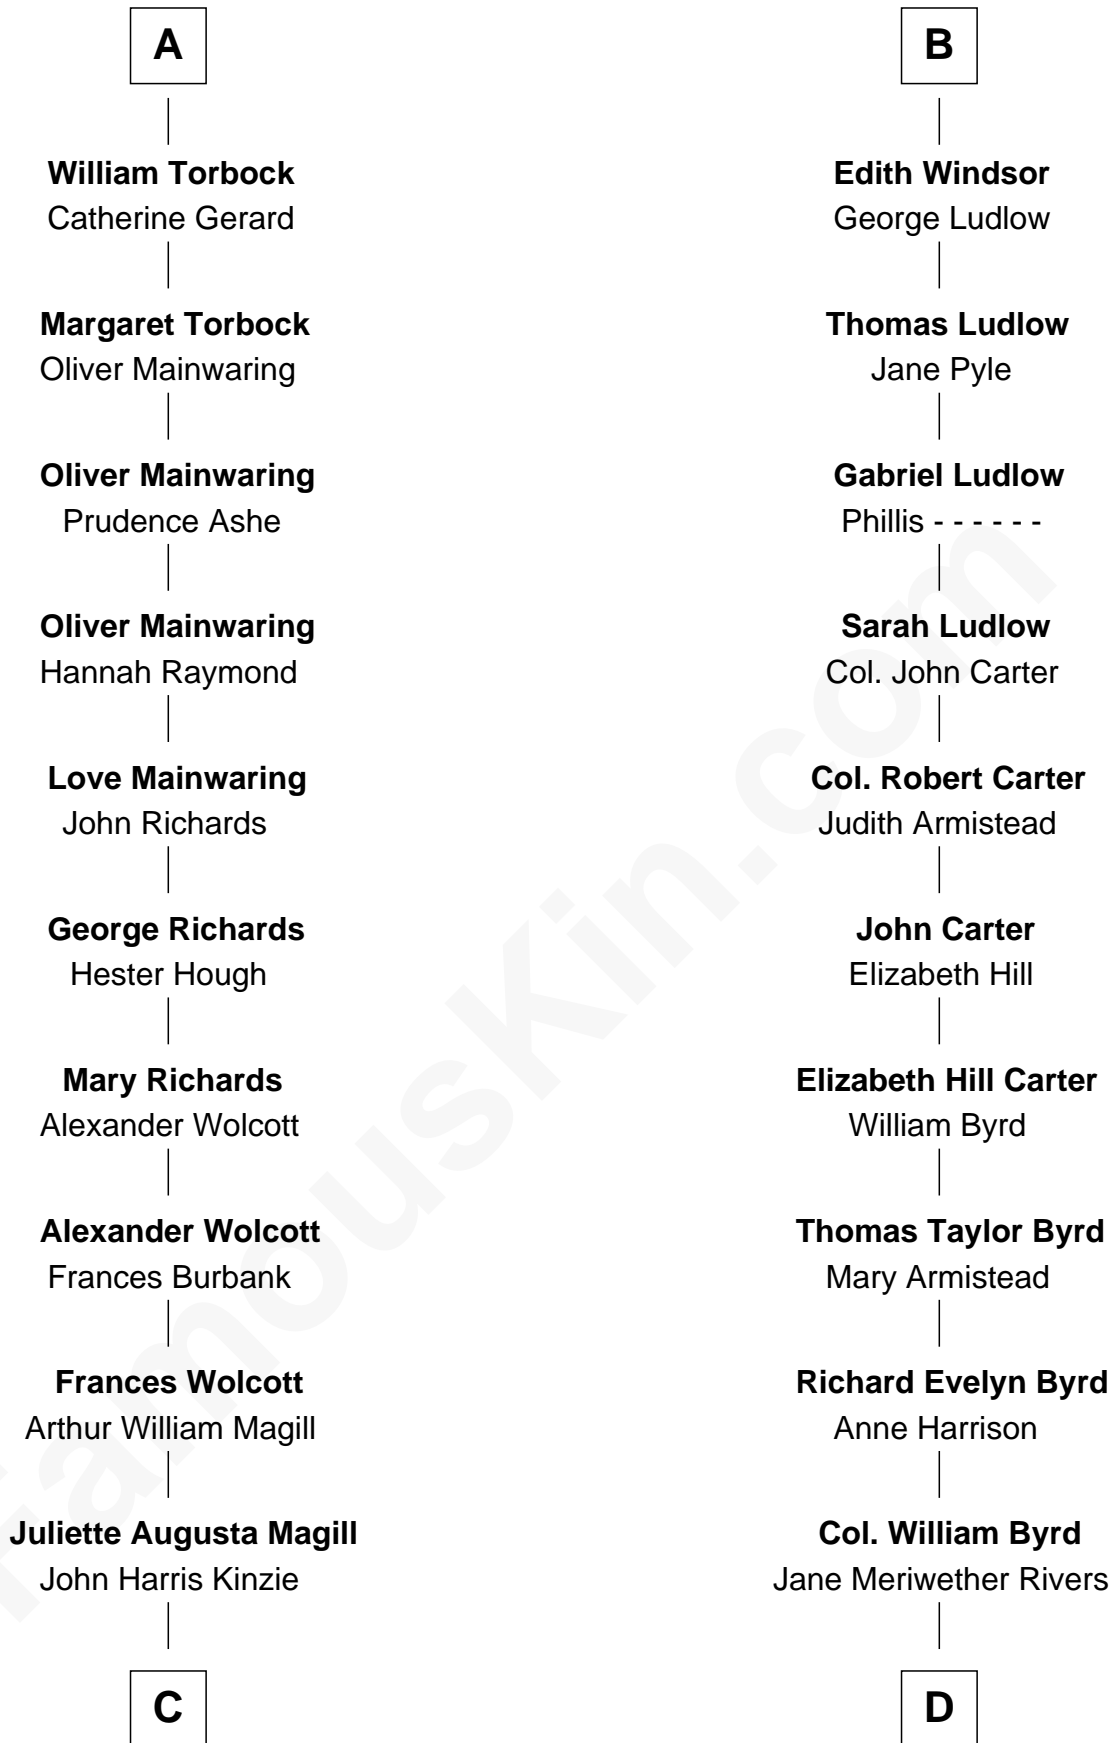 A
William Torbock
Catherine Gerard
Margaret Torbock
Oliver Mainwaring
Oliver Mainwaring
Prudence Ashe
Oliver Mainwaring
Hannah Raymond
Love Mainwaring
John Richards
George Richards
Hester Hough
Mary Richards
Alexander Wolcott
Alexander Wolcott
Frances Burbank
Frances Wolcott
Arthur William Magill
Juliette Augusta Magill
John Harris Kinzie
C
B
Edith Windsor
George Ludlow
Thomas Ludlow
Jane Pyle
Gabriel Ludlow
Phillis - - - - - -
Sarah Ludlow
Col. John Carter
Col. Robert Carter
Judith Armistead
John Carter
Elizabeth Hill
Elizabeth Hill Carter
William Byrd
Thomas Taylor Byrd
Mary Armistead
Richard Evelyn Byrd
Anne Harrison
Col. William Byrd
Jane Meriwether Rivers
D
FamousKin.com